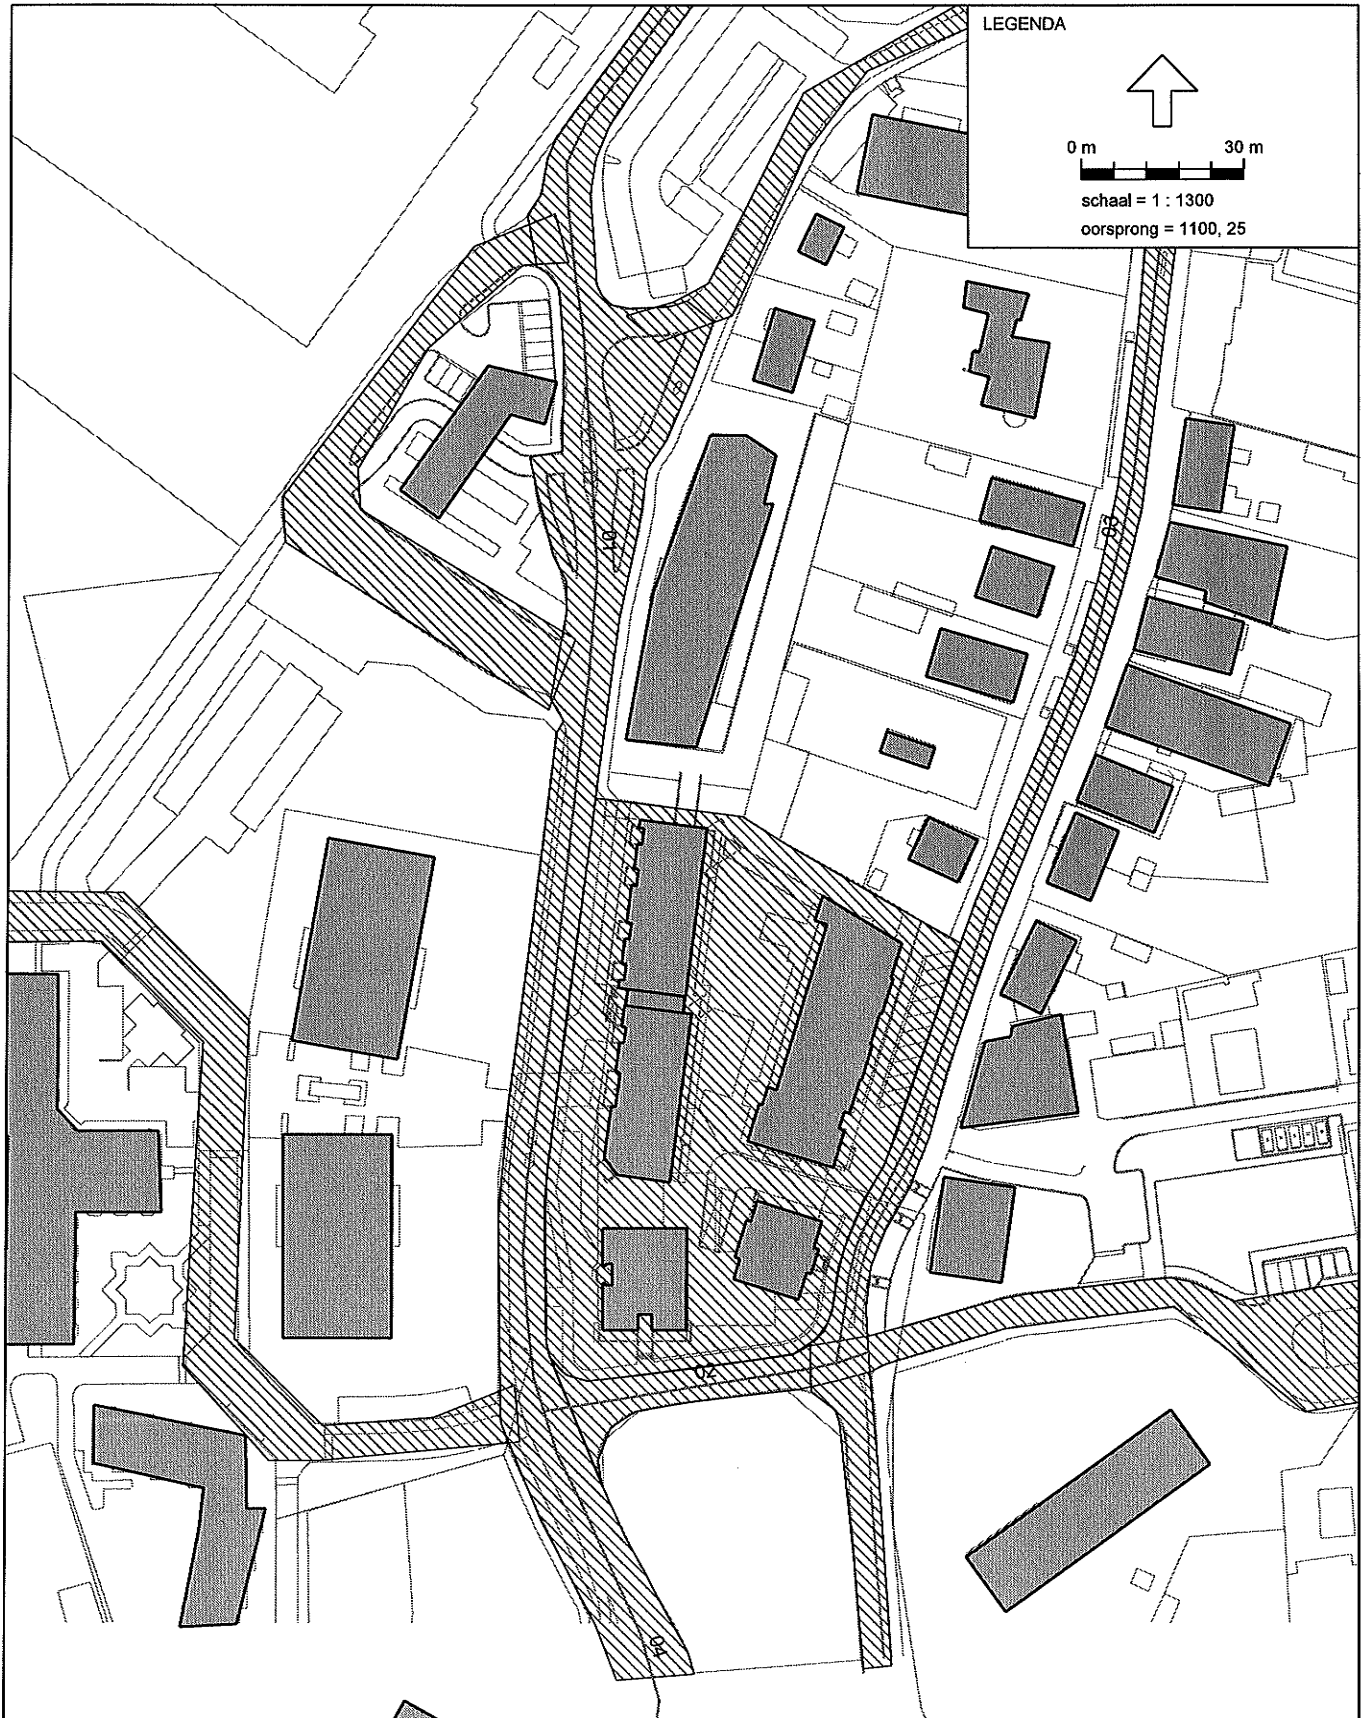 LEGENDA
0 m 30 m
schaal = 1 : 1300
oorsprong = 1100, 25
01
03
02
04